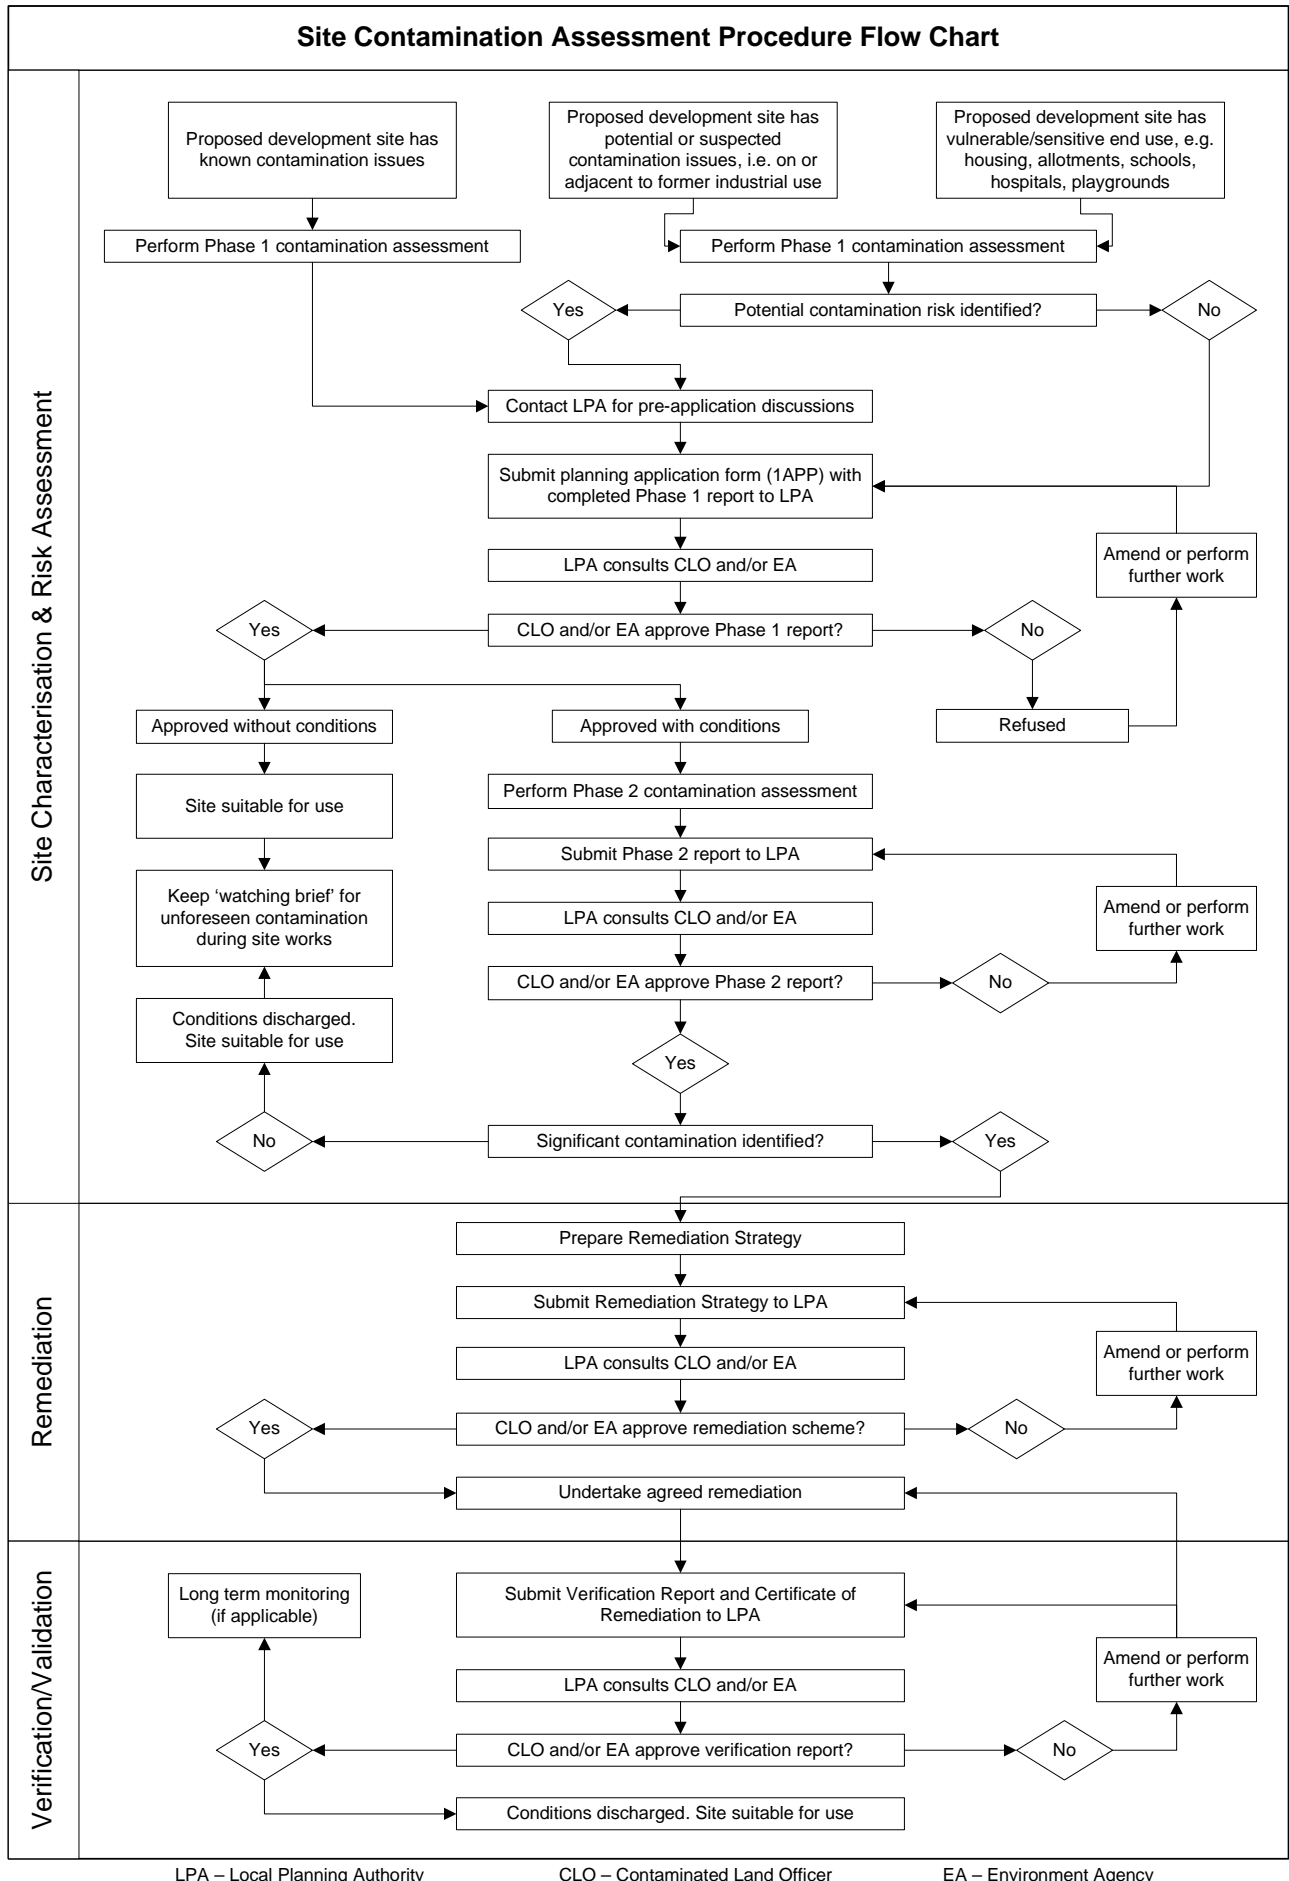 Site Contamination Assessment Procedure Flow Chart
Site Characterisation & Risk Assessment
Proposed development site has
known contamination issues
Proposed development site has
potential or suspected
contamination issues, i.e. on or
adjacent to former industrial use
Proposed development site has
vulnerable/sensitive end use, e.g.
housing, allotments, schools,
hospitals, playgrounds
Perform Phase 1 contamination assessment
Perform Phase 1 contamination assessment
Yes
Potential contamination risk identified?
No
Contact LPA for pre-application discussions
Submit planning application form (1APP) with
completed Phase 1 report to LPA
LPA consults CLO and/or EA
Amend or perform
further work
Yes
CLO and/or EA approve Phase 1 report?
No
Approved without conditions
Approved with conditions
Refused
Site suitable for use
Perform Phase 2 contamination assessment
Submit Phase 2 report to LPA
Keep ‘watching brief’ for
unforeseen contamination
during site works
LPA consults CLO and/or EA
Amend or perform
further work
CLO and/or EA approve Phase 2 report?
No
Conditions discharged.
Site suitable for use
Yes
No
Significant contamination identified?
Yes
Remediation
Prepare Remediation Strategy
Submit Remediation Strategy to LPA
LPA consults CLO and/or EA
Amend or perform
further work
Yes
CLO and/or EA approve remediation scheme?
No
Undertake agreed remediation
Verification/Validation
Long term monitoring
(if applicable)
Submit Verification Report and Certificate of
Remediation to LPA
LPA consults CLO and/or EA
Amend or perform
further work
Yes
CLO and/or EA approve verification report?
No
Conditions discharged. Site suitable for use
LPA – Local Planning Authority
CLO – Contaminated Land Officer
EA – Environment Agency